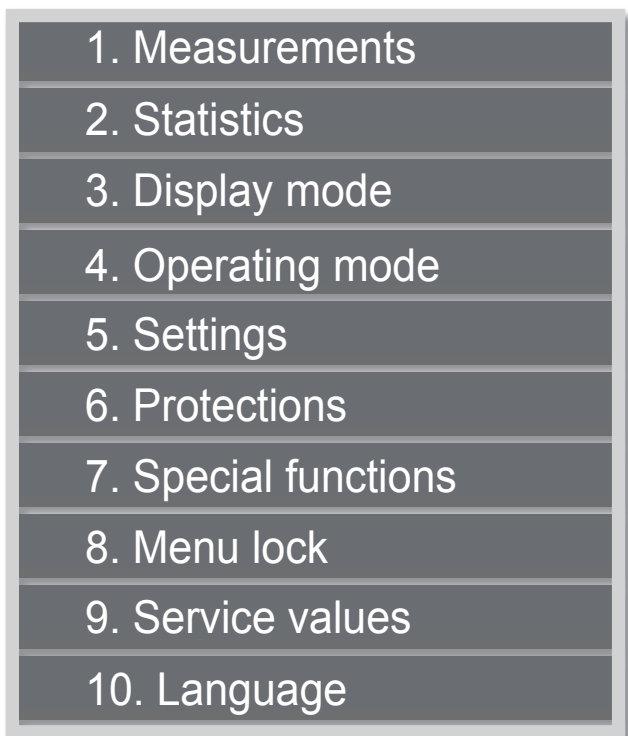 1. Measurements
2. Statistics
3. Display mode
4. Operating mode
5. Settings
6. Protections
7. Special functions
8. Menu lock
9. Service values
10. Language